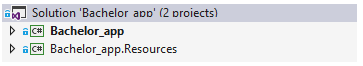 Solution 'Bachelor_app' (2 projects)
C# Bachelor_app
C# Bachelor_app.Resources